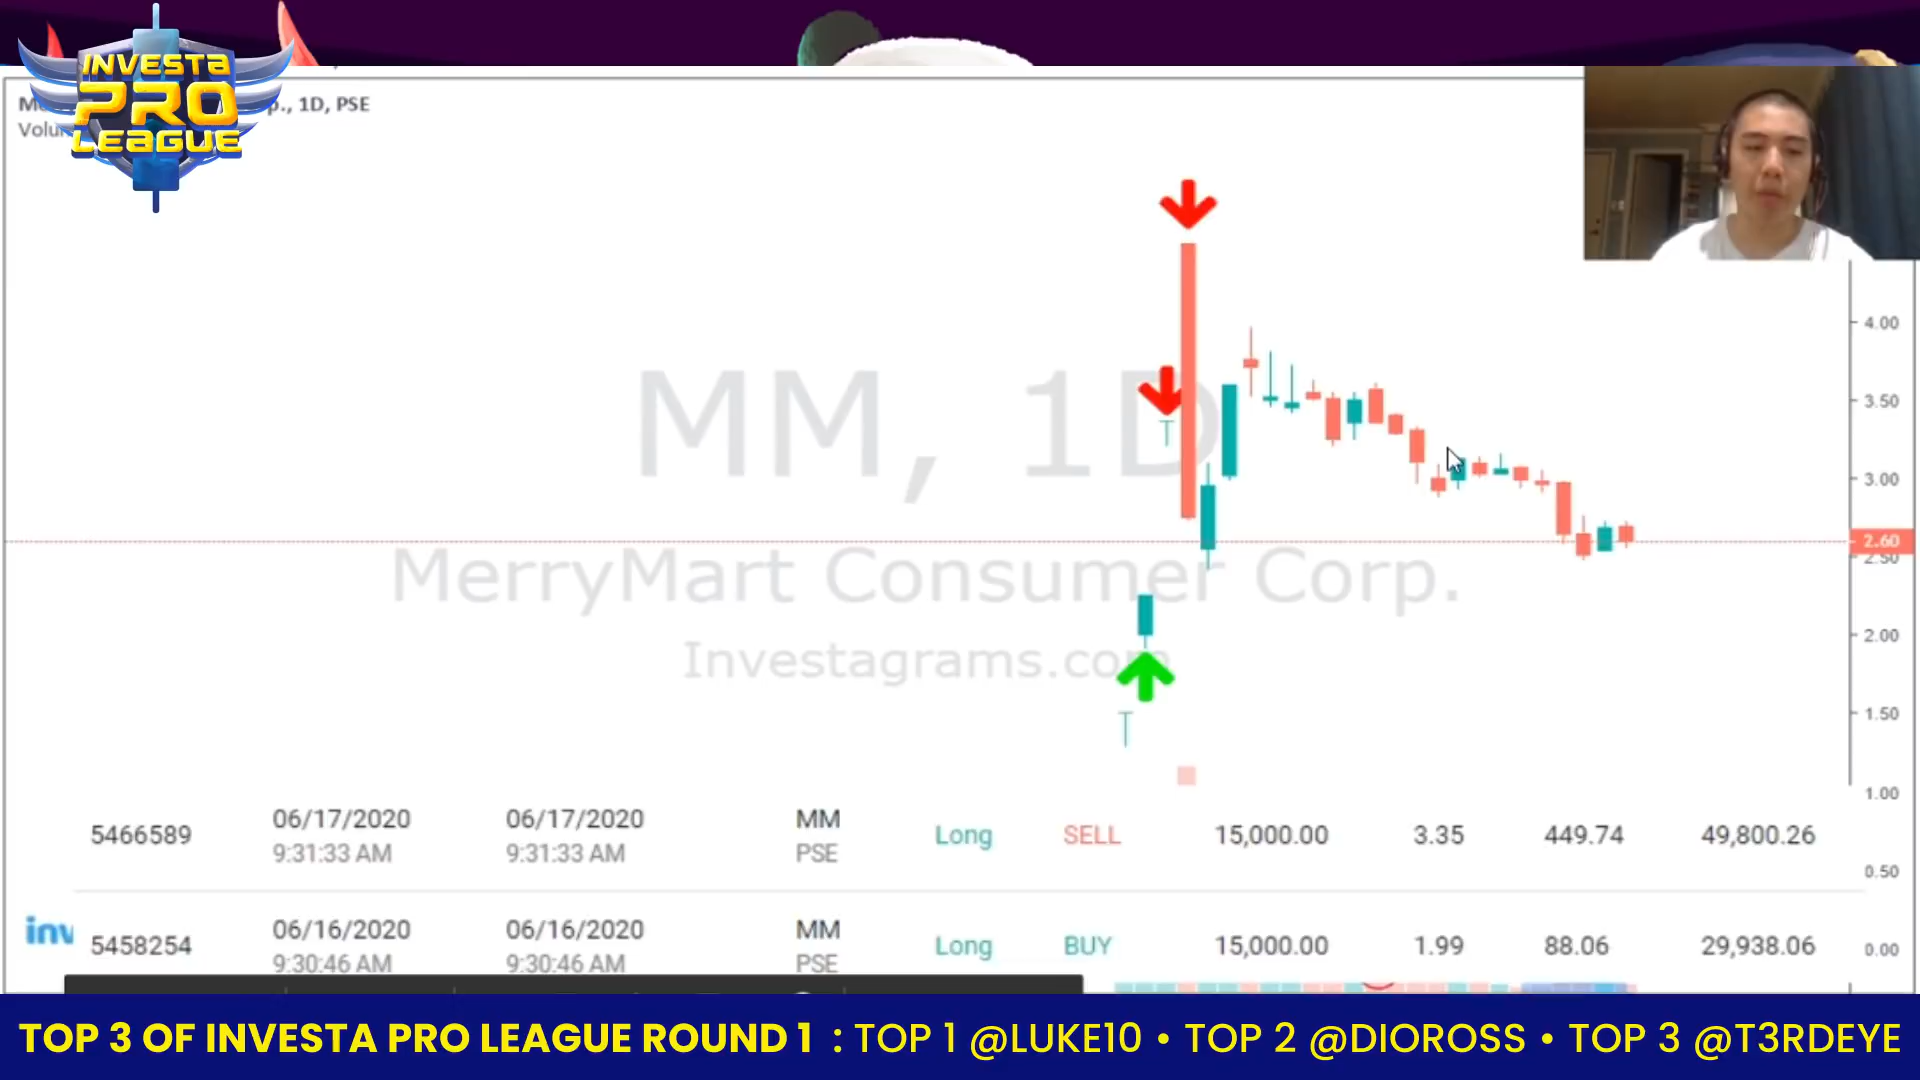 INVESTA
PRO
LEAGUE
p., 1D, PSE
MM, 1D
MerryMart Consumer Corp.
Investagrams.com
4.00
3.50
3.00
2.60
2.50
2.00
1.50
1.00
0.50
0.00
5466589 06/17/2020 06/17/2020 MM Long SELL 15,000.00 3.35 449.74 49,800.26
9:31:33 AM 9:31:33 AM PSE
5458254 06/16/2020 06/16/2020 MM Long BUY 15,000.00 1.99 88.06 29,938.06
9:30:46 AM 9:30:46 AM PSE
inv
TOP 3 OF INVESTA PRO LEAGUE ROUND 1 : TOP 1 @LUKE10 • TOP 2 @DIOROSS • TOP 3 @T3RDEYE